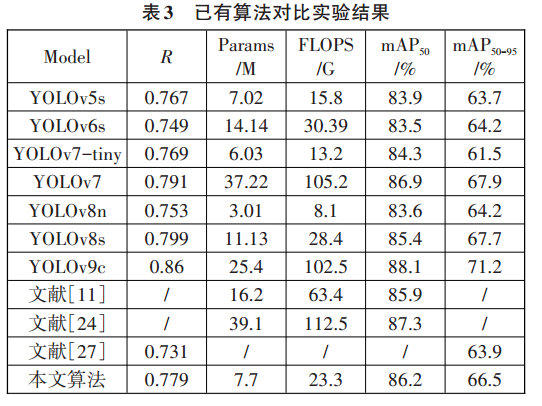 表3 已有算法对比实验结果
Model R Params/M FLOPS/G mAP50/% mAP50-95/%
YOLOv5s 0.767 7.02 15.8 83.9 63.7
YOLOv6s 0.749 14.14 30.39 83.5 64.2
YOLOv7-tiny 0.769 6.03 13.2 84.3 61.5
YOLOv7 0.791 37.22 105.2 86.9 67.9
YOLOv8n 0.753 3.01 8.1 83.6 64.2
YOLOv8s 0.799 11.13 28.4 85.4 67.7
YOLOv9c 0.86 25.4 102.5 88.1 71.2
文献[11] / 16.2 63.4 85.9 /
文献[24] / 39.1 112.5 87.3 /
文献[27] 0.731 / / / 63.9
本文算法 0.779 7.7 23.3 86.2 66.5